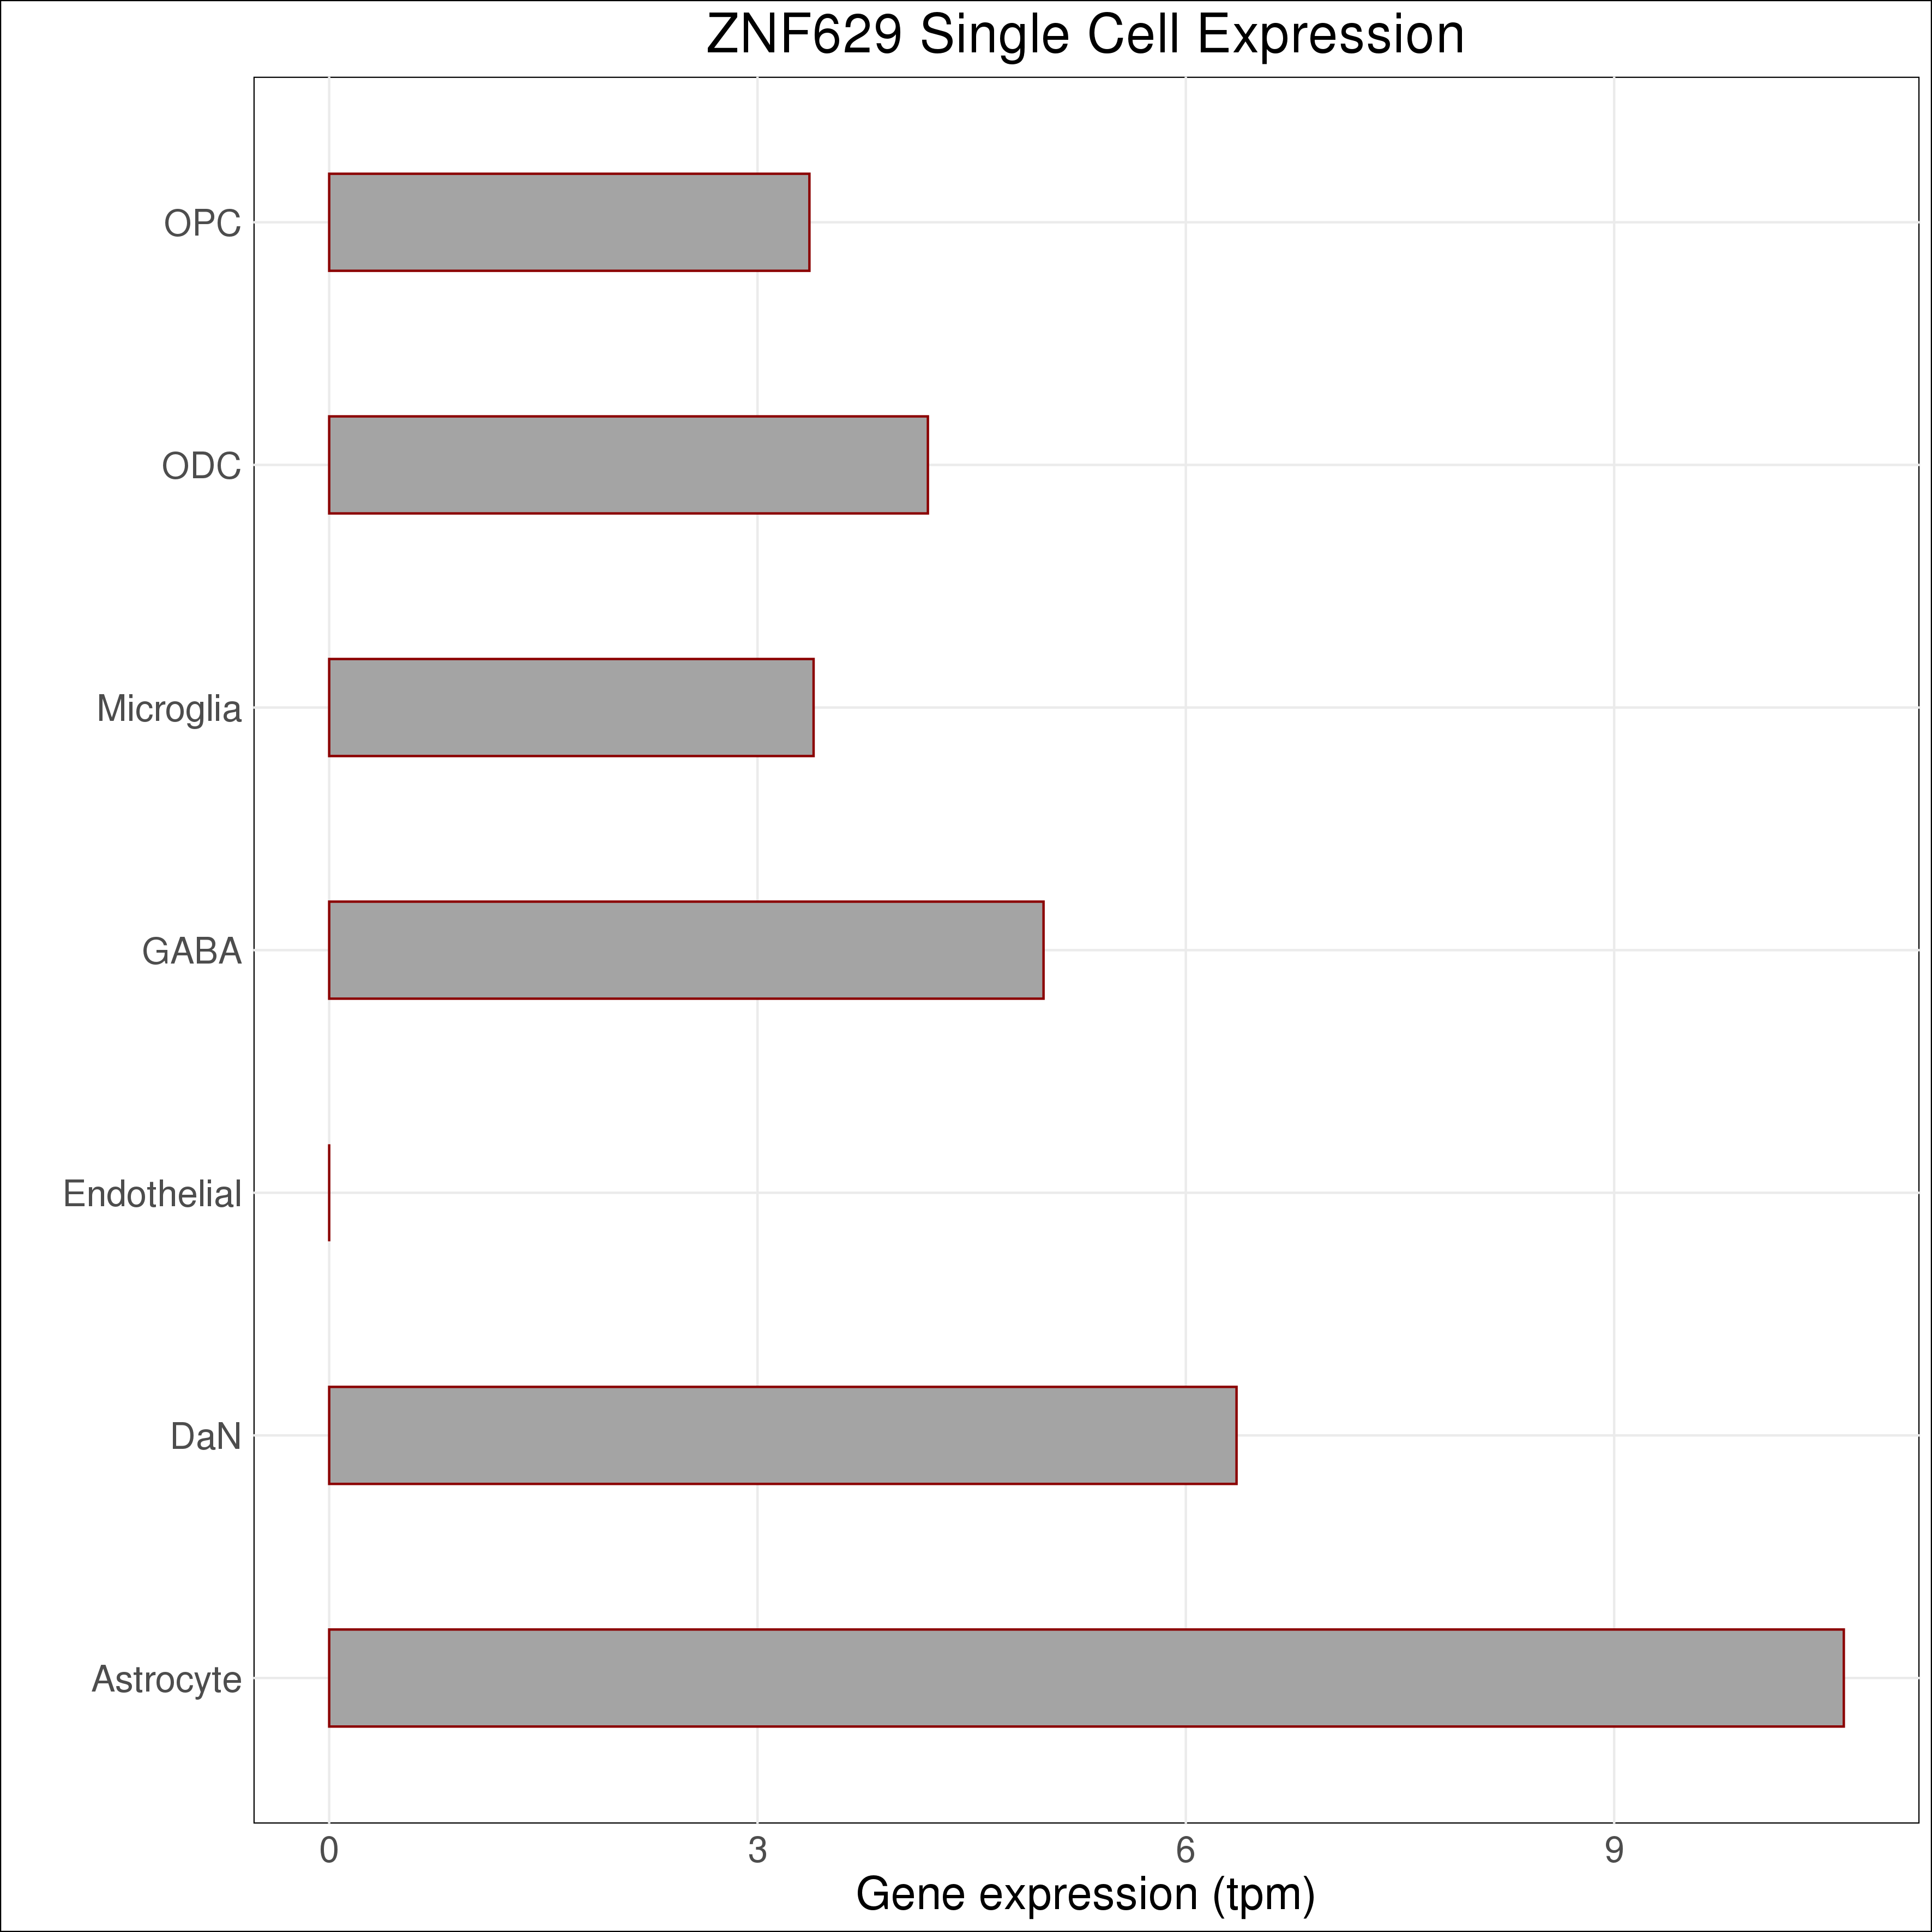 ZNF629 Single Cell Expression
OPC
ODC
Microglia
GABA
Endothelial
DaN
Astrocyte
0 3 6 9
Gene expression (tpm)